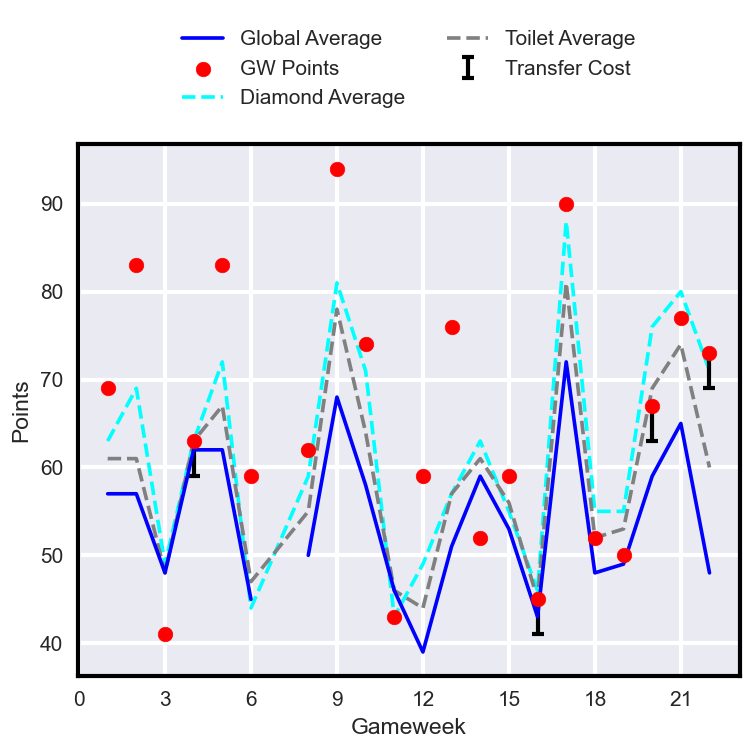 Global Average
GW Points
Diamond Average
Toilet Average
Transfer Cost
90
80
70
60
50
40
Points
0 3 6 9 12 15 18 21
Gameweek